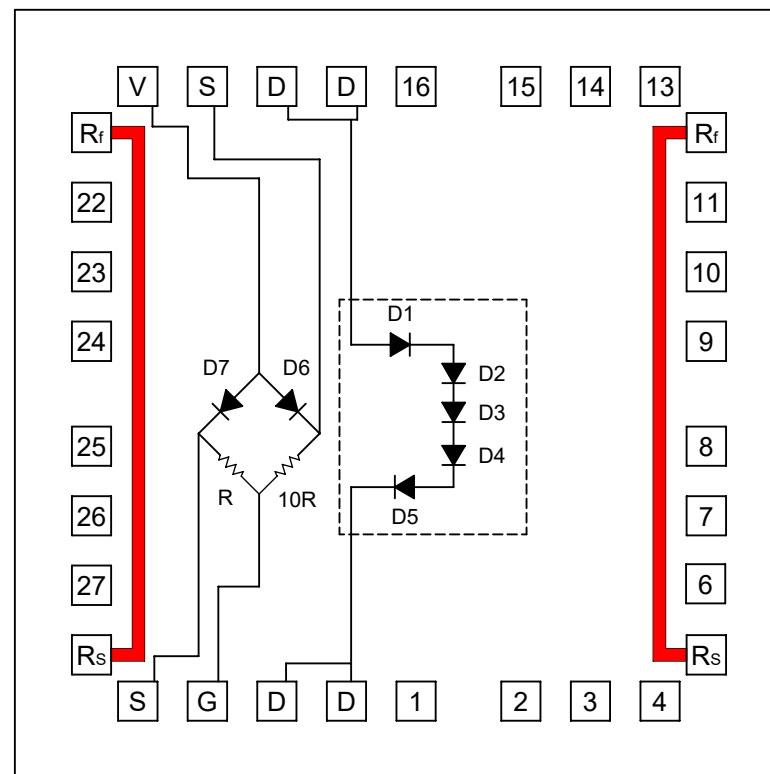 V S D D 16 15 14 13
Rf Rf
22 11
23 10
D1
24 9
D7 D6 D2
D3
25 8
D4
R 10R D5
26 7
27 6
Rs Rs
S G D D 1 2 3 4